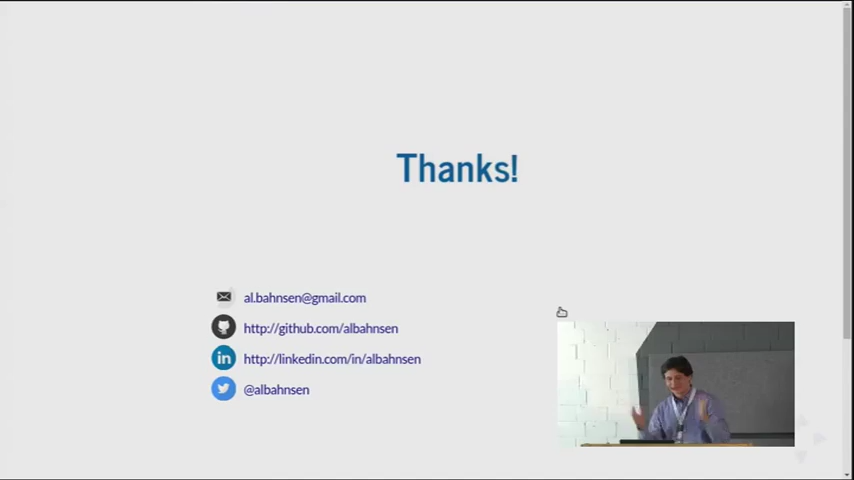 Thanks!
al.bahnsen@gmail.com
http://github.com/albahnsen
http://linkedin.com/in/albahnsen
@albahnsen